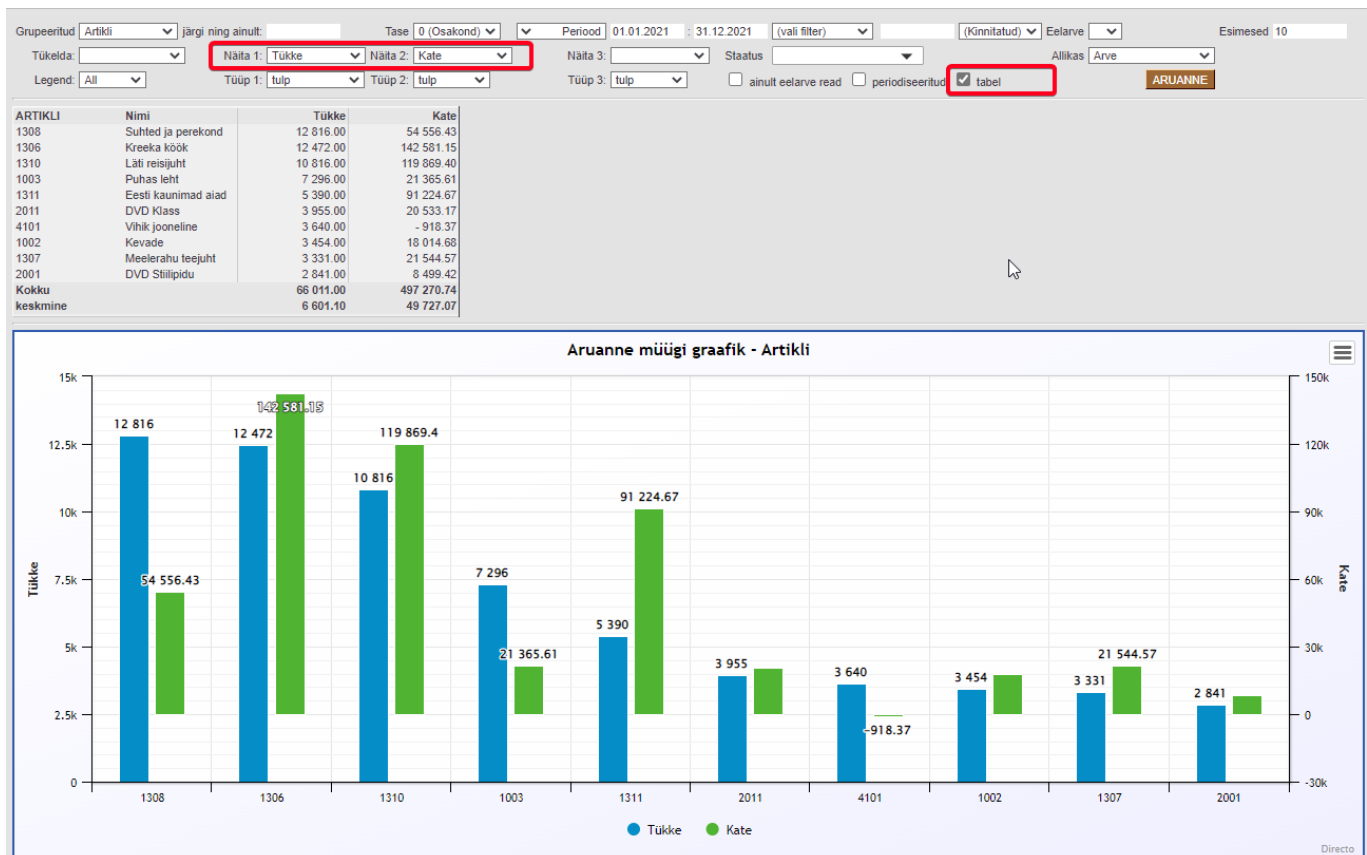 Grupeeritud Artikli järgi ning ainult: Tase 0 (Osakond) Periood 01.01.2021 : 31.12.2021 (vali filter) (Kinnitatud) Eelarve Esimesed 10
Tükelda: Näita 1: Tükke Näita 2: Kate Näita 3: Staatus Allikas Arve
Legend: All Tüüp 1: tulp Tüüp 2: tulp Tüüp 3: tulp ainult eelarve read periodiseeritud tabel ARUANNE
ARTIKLI Nimi Tükke Kate
1308 Suhted ja perekond 12 816.00 54 556.43
1306 Kreeka köök 12 472.00 142 581.15
1310 Läti reisijuht 10 816.00 119 869.40
1003 Puhas leht 7 296.00 21 365.61
1311 Eesti kaunimad aiad 5 390.00 91 224.67
2011 DVD Klass 3 955.00 20 533.17
4101 Vihik jooneline 3 640.00 - 918.37
1002 Kevade 3 454.00 18 014.68
1307 Meelerahu teejuht 3 331.00 21 544.57
2001 DVD Stiilipidu 2 841.00 8 499.42
Kokku 66 011.00 497 270.74
keskmine 6 601.10 49 727.07
Aruanne müügi graafik - Artikli
15k 150k
142 581.15
12 816 12 472 119 869.4
12.5k 120k
10 816
91 224.67
10k 90k
7 296
54 556.43
7.5k 60k
Tükke
Kate
5 390
21 365.61 21 544.57
5k 30k
3 955 3 640 3 454 3 331 2 841
2.5k 0
-918.37
0 -30k
1308 1306 1310 1003 1311 2011 4101 1002 1307 2001
Tükke Kate
Directo